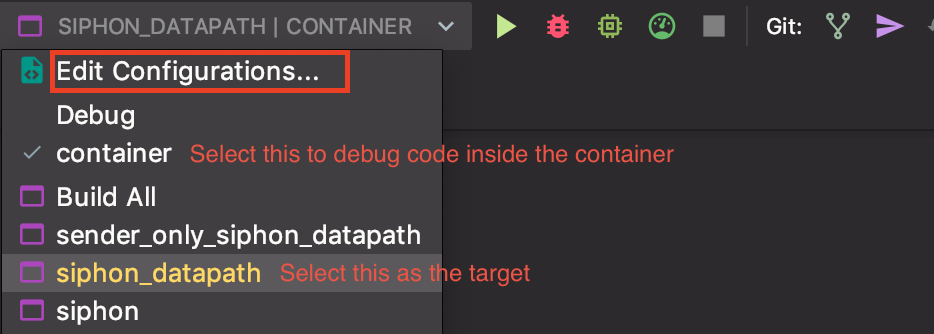 SIPHON_DATAPATH | CONTAINER Git:
Edit Configurations...
Debug
container Select this to debug code inside the container
Build All
sender_only_siphon_datapath
siphon_datapath Select this as the target
siphon